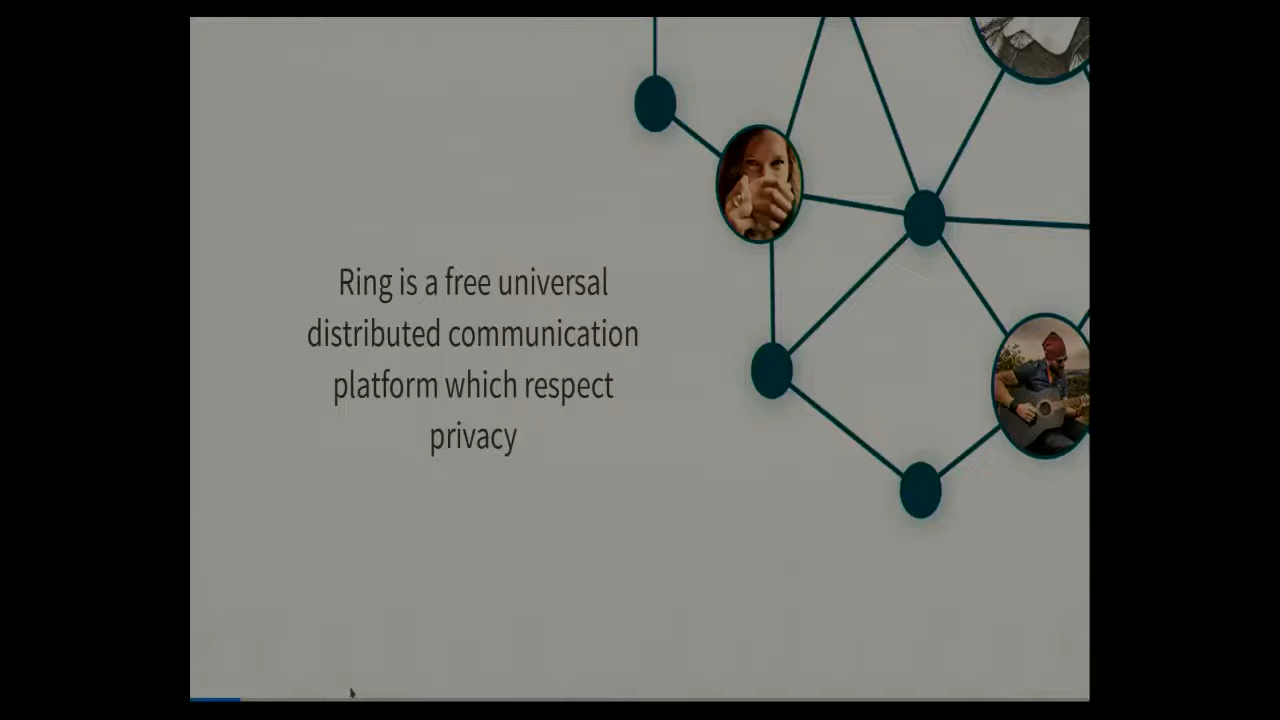 Ring is a free universal
distributed communication
platform which respect
privacy